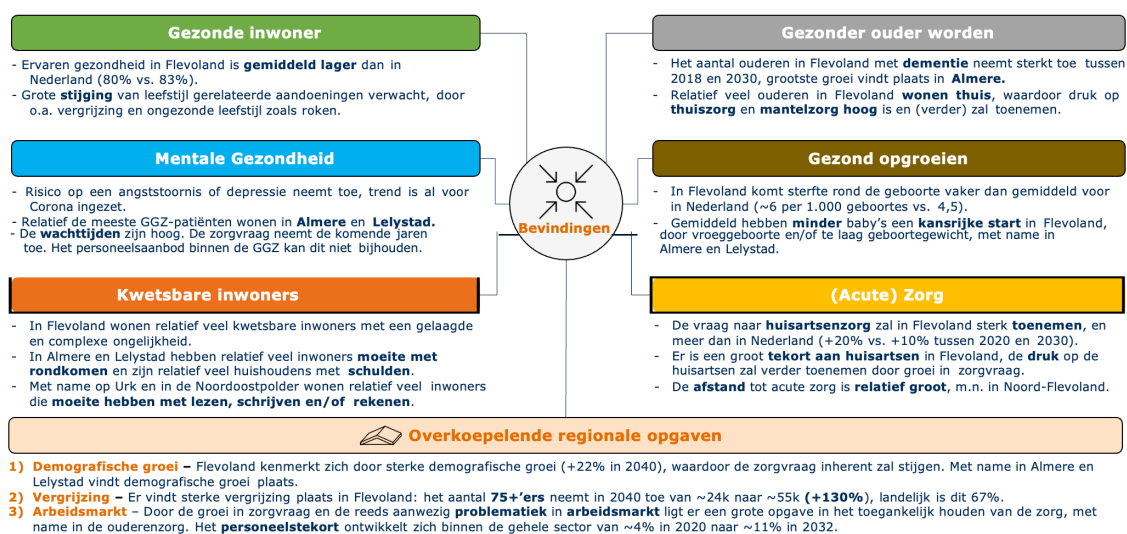 Gezonde inwoner
- Ervaren gezondheid in Flevoland is gemiddeld lager dan in
Nederland (80% vs. 83%).
- Grote stijging van leefstijl gerelateerde aandoeningen verwacht, door
o.a. vergrijzing en ongezonde leefstijl zoals roken.
Mentale Gezondheid
- Risico op een angststoornis of depressie neemt toe, trend is al voor
Corona ingezet.
- Relatief de meeste GGZ-patiënten wonen in Almere en Lelystad.
- De wachttijden zijn hoog. De zorgvraag neemt de komende jaren
toe. Het personeelsaanbod binnen de GGZ kan dit niet bijhouden.
Kwetsbare inwoners
- In Flevoland wonen relatief veel kwetsbare inwoners met een gelaagde
en complexe ongelijkheid.
- In Almere en Lelystad hebben relatief veel inwoners moeite met
rondkomen en zijn relatief veel huishoudens met schulden.
- Met name op Urk en in de Noordoostpolder wonen relatief veel inwoners
die moeite hebben met lezen, schrijven en/of rekenen.
Bevindingen
Gezonder ouder worden
- Het aantal ouderen in Flevoland met dementie neemt sterkt toe tussen
2018 en 2030, grootste groei vindt plaats in Almere.
- Relatief veel ouderen in Flevoland wonen thuis, waardoor druk op
thuiszorg en mantelzorg hoog is en (verder) zal toenemen.
Gezond opgroeien
- In Flevoland komt sterfte rond de geboorte vaker dan gemiddeld voor
in Nederland (~6 per 1.000 geboortes vs. 4,5).
- Gemiddeld hebben minder baby's een kansrijke start in Flevoland,
door vroeggeboorte en/of te laag geboortegewicht, met name in
Almere en Lelystad.
(Acute) Zorg
- De vraag naar huisartsenzorg zal in Flevoland sterk toenemen, en
meer dan in Nederland (+20% vs. +10% tussen 2020 en 2030).
- Er is een groot tekort aan huisartsen in Flevoland, de druk op de
huisartsen zal verder toenemen door groei in zorgvraag.
- De afstand tot acute zorg is relatief groot, m.n. in Noord-Flevoland.
Overkoepelende regionale opgaven
1) Demografische groei – Flevoland kenmerkt zich door sterke demografische groei (+22% in 2040), waardoor de zorgvraag inherent zal stijgen. Met name in Almere en
Lelystad vindt demografische groei plaats.
2) Vergrijzing – Er vindt sterke vergrijzing plaats in Flevoland: het aantal 75+'ers neemt in 2040 toe van ~24k naar ~55k (+130%), landelijk is dit 67%.
3) Arbeidsmarkt – Door de groei in zorgvraag en de reeds aanwezig problematiek in arbeidsmarkt ligt er een grote opgave in het toegankelijk houden van de zorg, met
name in de ouderenzorg. Het personeelstekort ontwikkelt zich binnen de gehele sector van ~4% in 2020 naar ~11% in 2032.